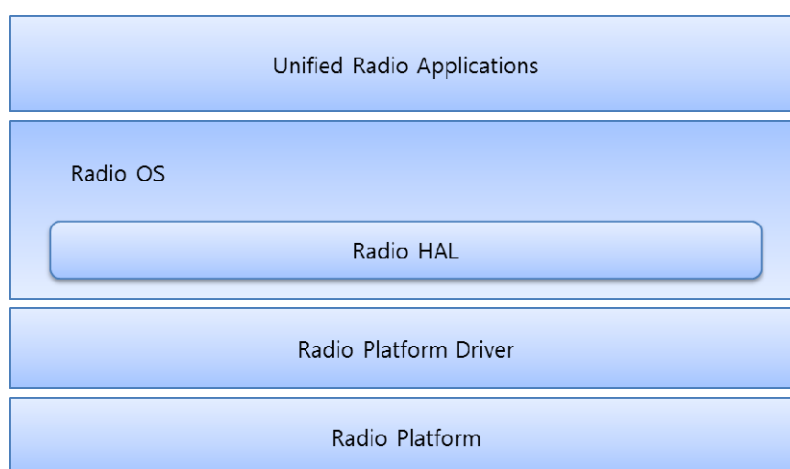 Unified Radio Applications
Radio OS
Radio HAL
Radio Platform Driver
Radio Platform